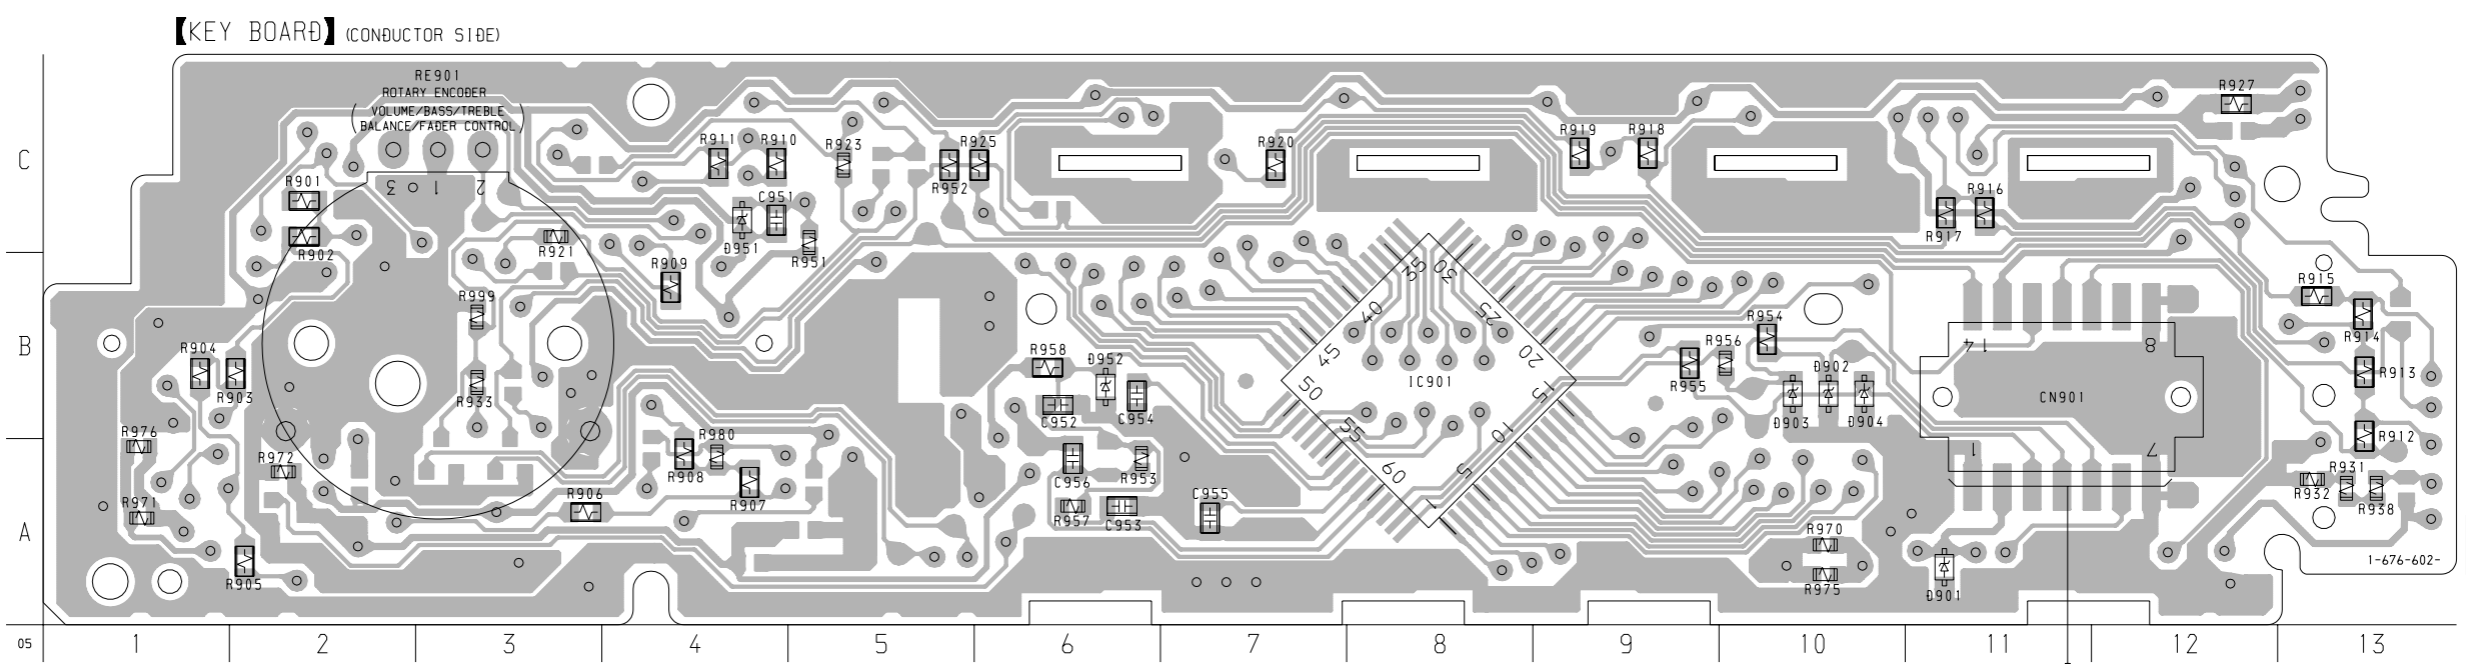 【KEY BOARD】 (CONDUCTOR SIDE)
RE901
ROTARY ENCODER
(VOLUME/BASS/TREBLE
BALANCE/FADER CONTROL)
R927
C
R911 R910 R923 R925 R920 R919 R918
R901 3 1 2 R952
C951 R916
D951 R917
R902 R921 R951
R909 35 30
R999 40 25 R915
R954 R914
B
R904 R958 D952 45 20 R956 14 8
R903 R933 50 IC901 15 R955 D902 R913
CN901
C952 C954 D903 D904
R976 R980 55 10 R912
R972 R908 C956 R953 60 5 1 7 R931
R971 R906 R907 R957 C953 C955 1 R932 R938
A
R970
1-676-602-
R905 R975 D901
05 1 2 3 4 5 6 7 8 9 10 11 12 13